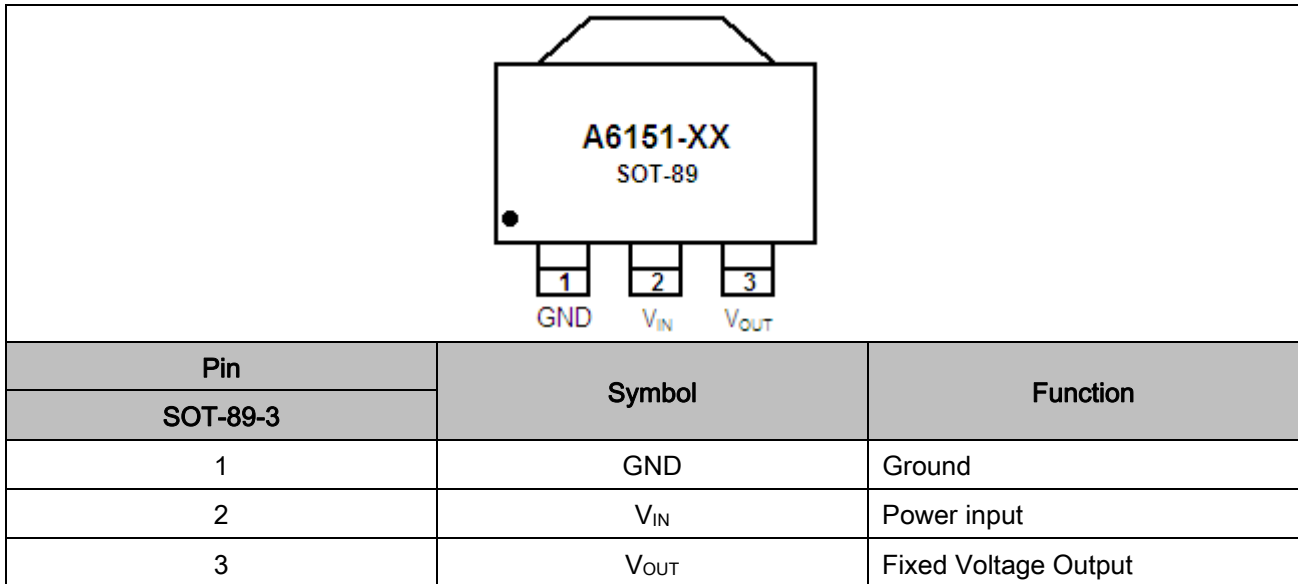 A6151-XX
SOT-89
1 2 3
GND VIN VOUT
Pin Symbol Function
SOT-89-3
1 GND Ground
2 VIN Power input
3 VOUT Fixed Voltage Output